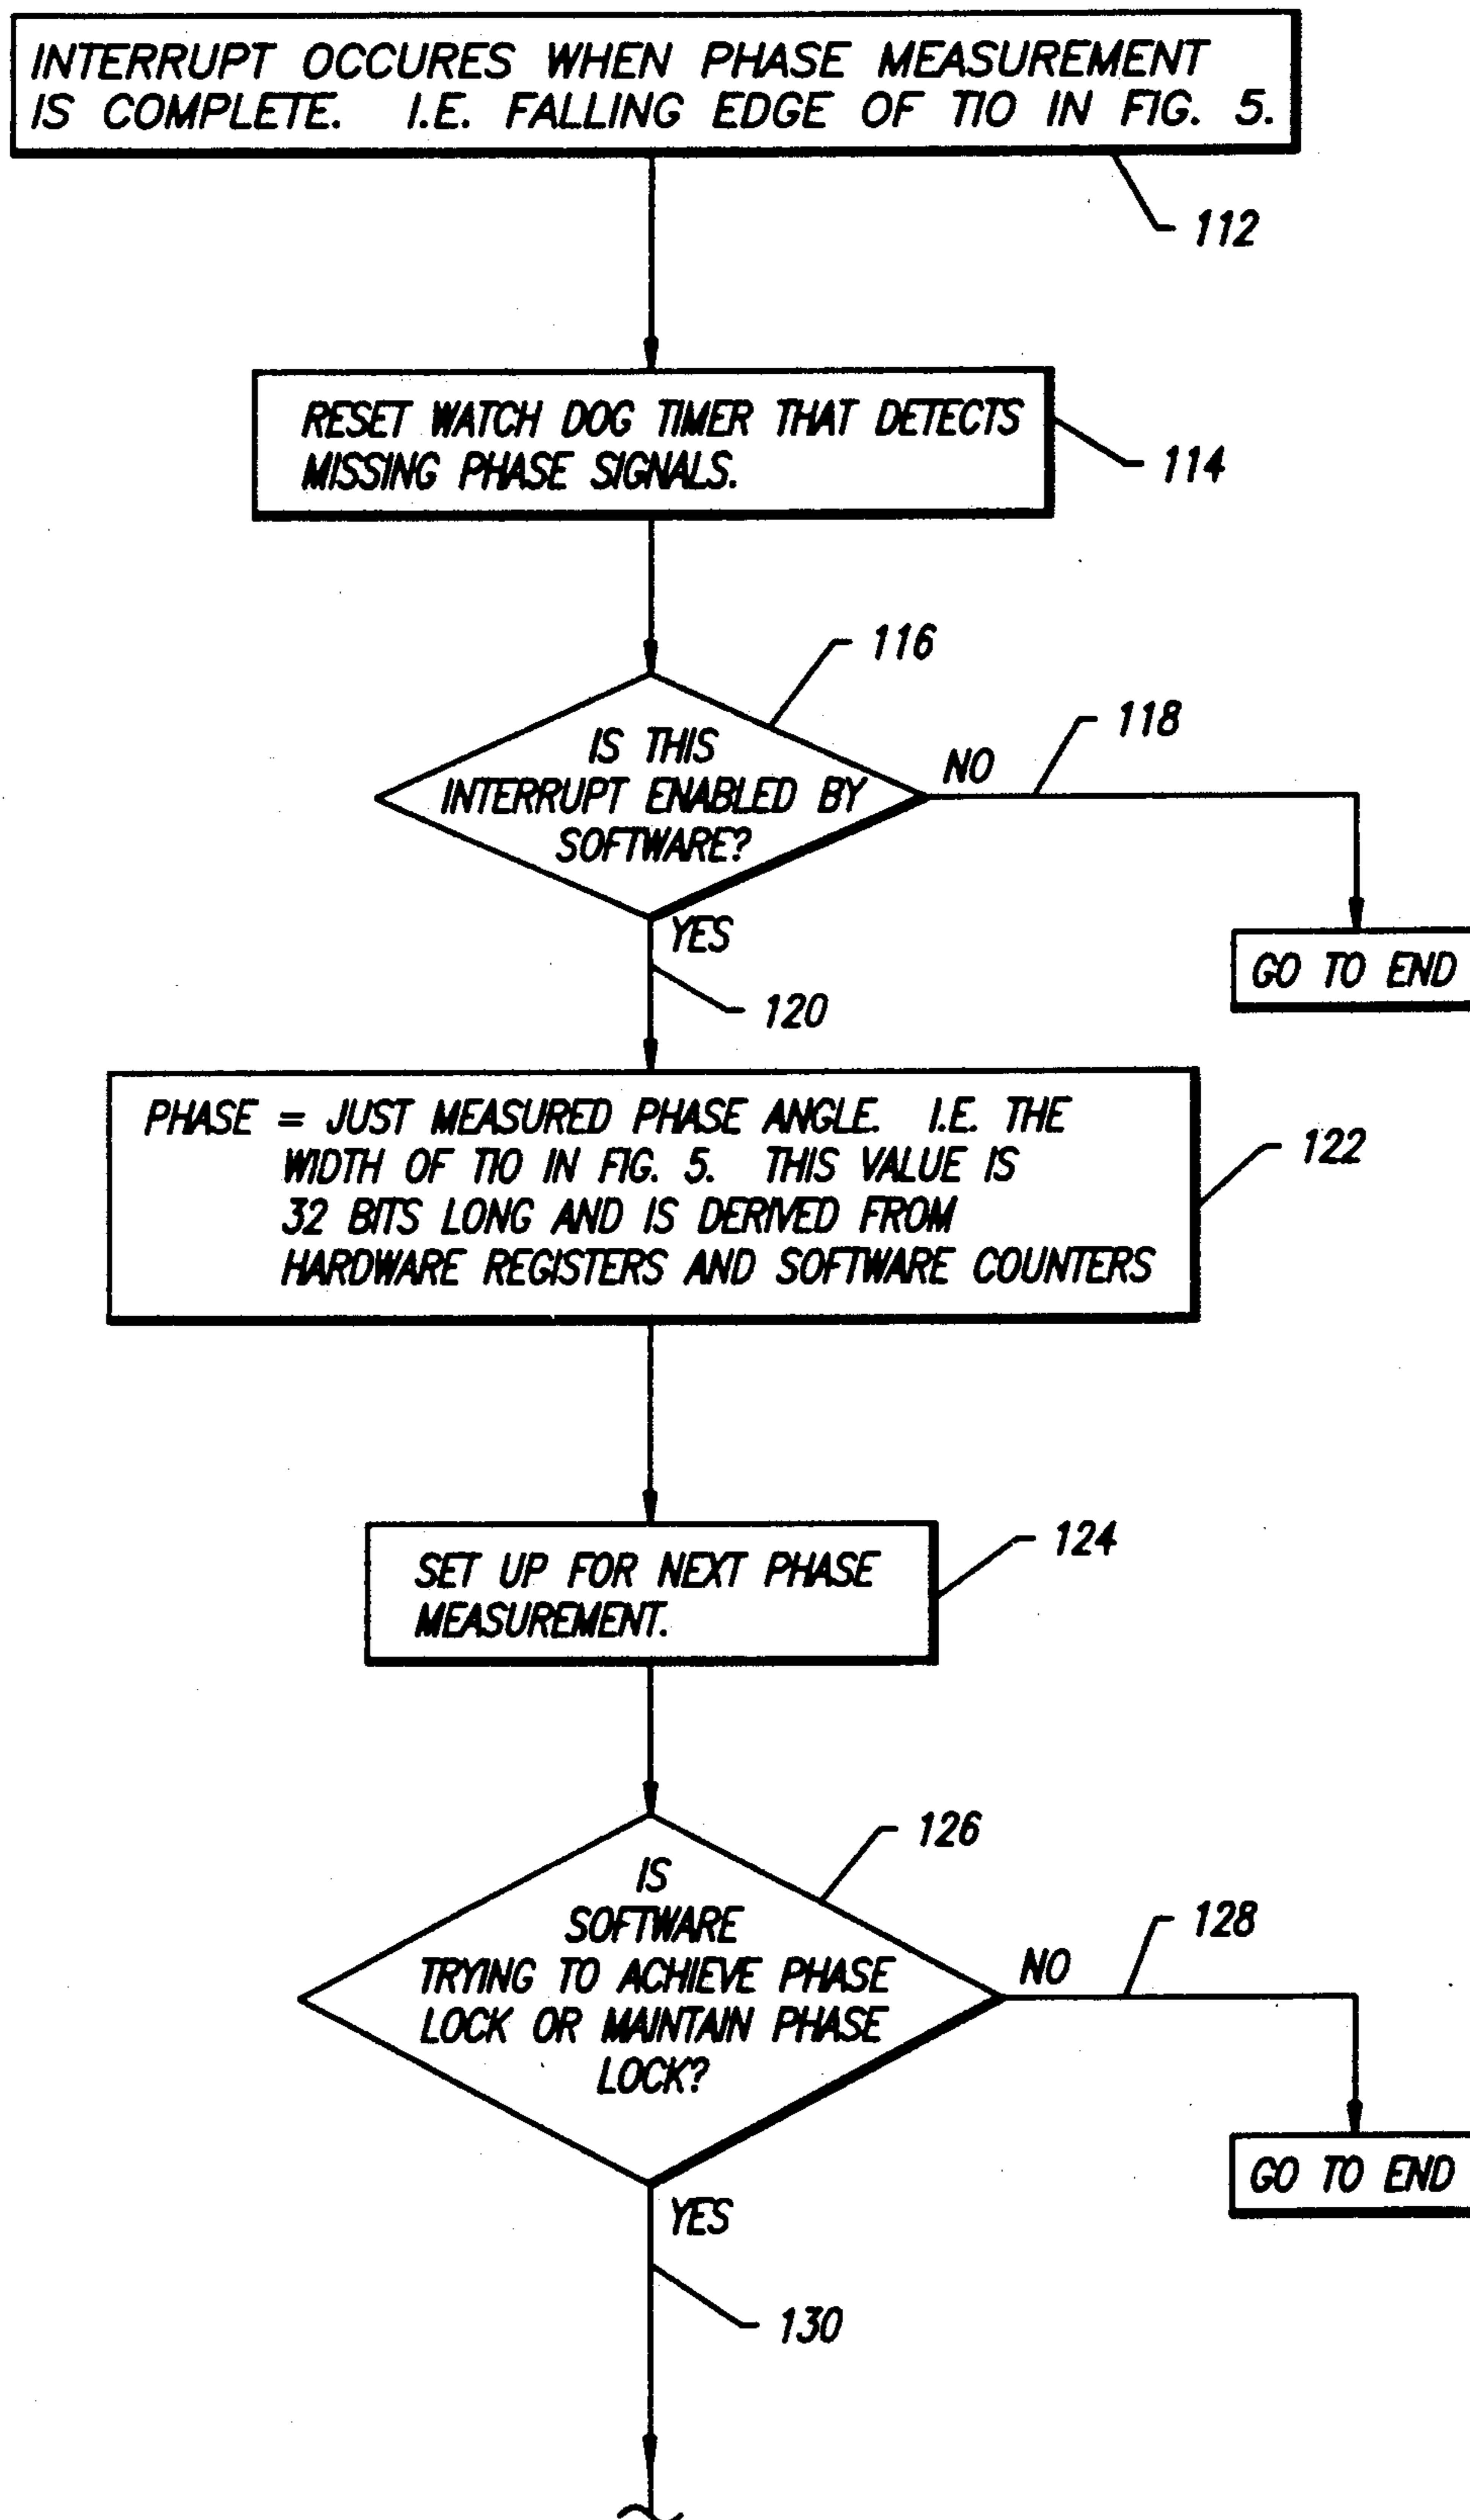 INTERRUPT OCCURES WHEN PHASE MEASUREMENT
IS COMPLETE. I.E. FALLING EDGE OF TIO IN FIG. 5.
112
RESET WATCH DOG TIMER THAT DETECTS
MISSING PHASE SIGNALS.
114
116
IS THIS
INTERRUPT ENABLED BY
SOFTWARE?
NO
118
YES
GO TO END
120
PHASE = JUST MEASURED PHASE ANGLE. I.E. THE
WIDTH OF TIO IN FIG. 5. THIS VALUE IS
32 BITS LONG AND IS DERIVED FROM
HARDWARE REGISTERS AND SOFTWARE COUNTERS
122
124
SET UP FOR NEXT PHASE
MEASUREMENT.
126
IS
SOFTWARE
TRYING TO ACHIEVE PHASE
LOCK OR MAINTAIN PHASE
LOCK?
NO
128
GO TO END
YES
130